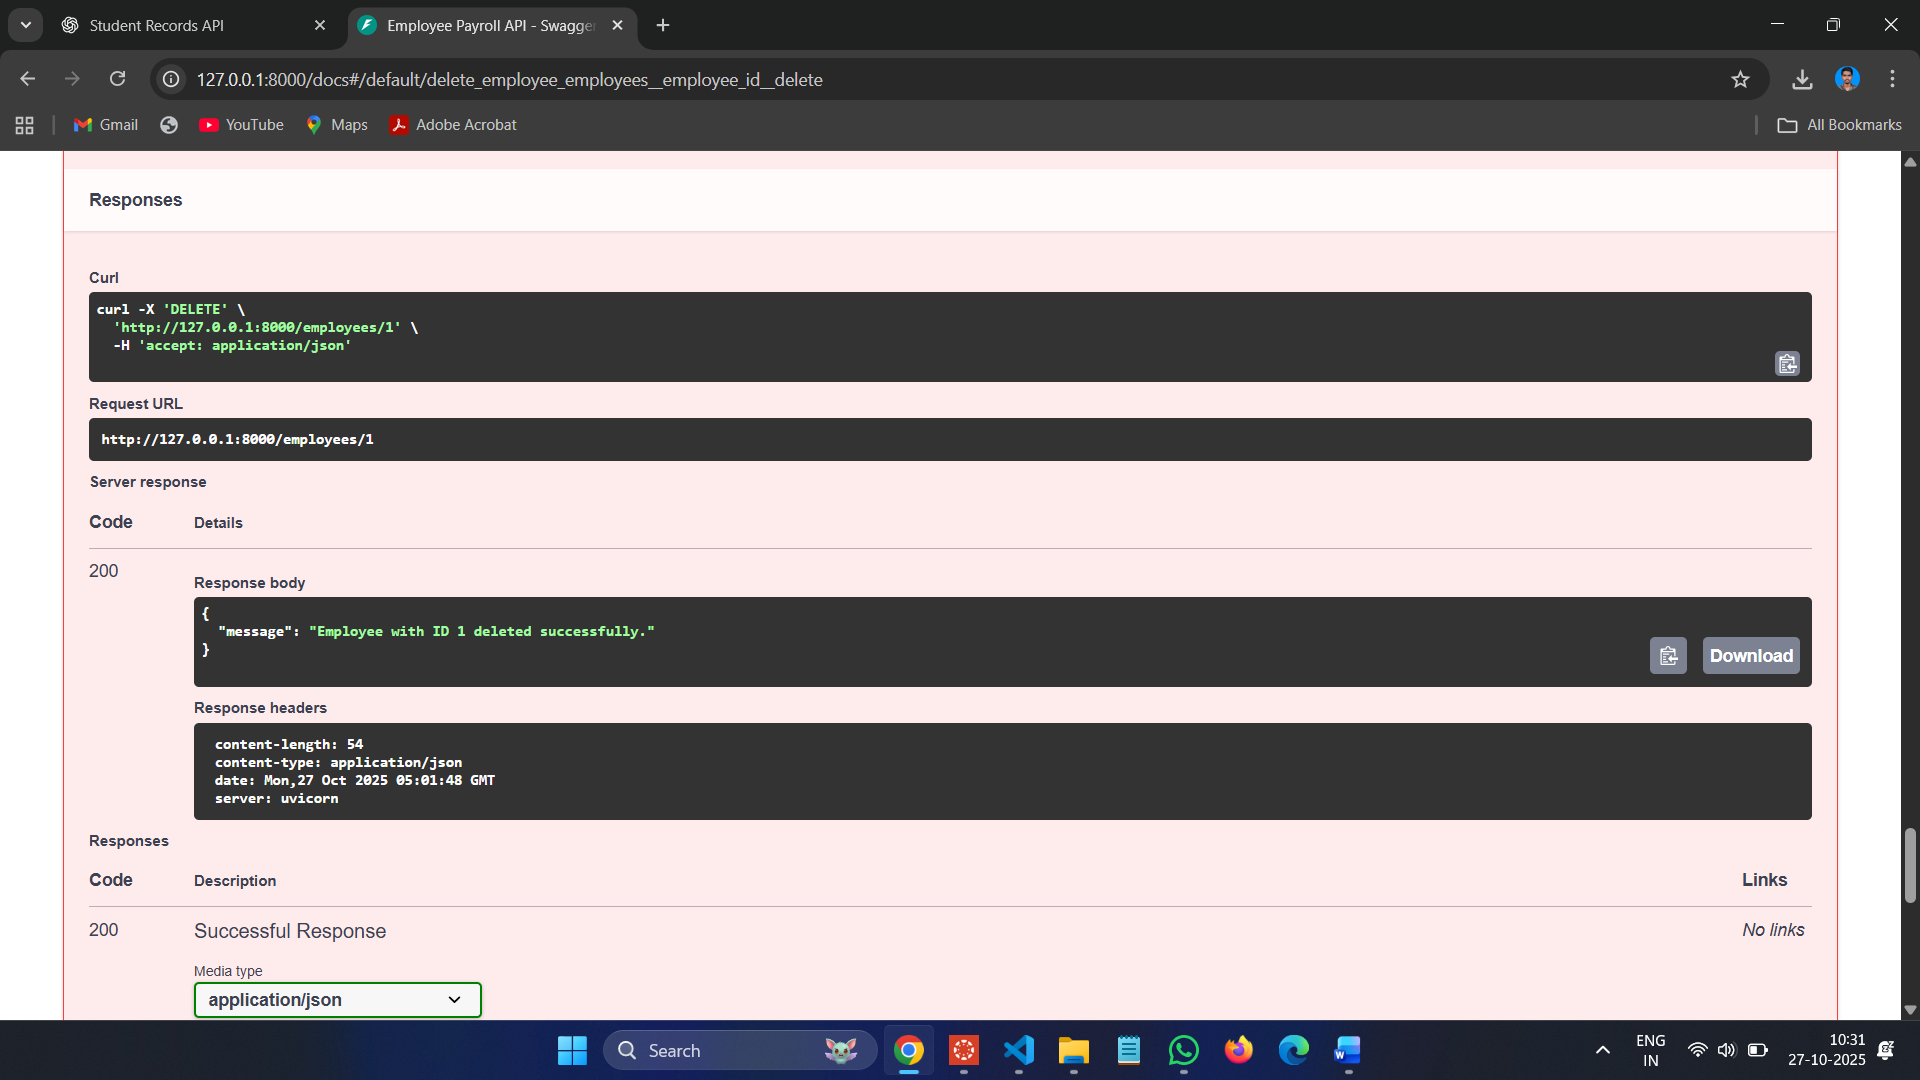 Student Records API
Employee Payroll API - Swagger
127.0.0.1:8000/docs#/default/delete_employee_employees__employee_id__delete
Gmail
YouTube
Maps
Adobe Acrobat
All Bookmarks
Responses
Curl
curl -X 'DELETE' \
'http://127.0.0.1:8000/employees/1' \
-H 'accept: application/json'
Request URL
http://127.0.0.1:8000/employees/1
Server response
Code Details
200
Response body
{
"message": "Employee with ID 1 deleted successfully."
}
Download
Response headers
content-length: 54
content-type: application/json
date: Mon,27 Oct 2025 05:01:48 GMT
server: uvicorn
Responses
Code Description Links
200 Successful Response No links
Media type
application/json
Search
ENG
IN
10:31
27-10-2025